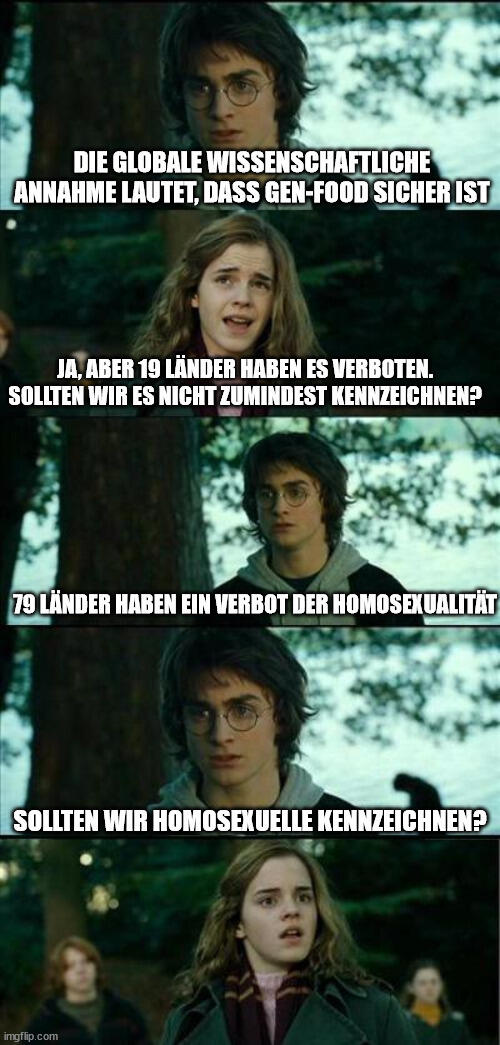 DIE GLOBALE WISSENSCHAFTLICHE
ANNAHME LAUTET, DASS GEN-FOOD SICHER IST
JA, ABER 19 LÄNDER HABEN ES VERBOTEN.
SOLLTEN WIR ES NICHT ZUMINDEST KENNZEICHNEN?
79 LÄNDER HABEN EIN VERBOT DER HOMOSEXUALITÄT
SOLLTEN WIR HOMOSEXUELLE KENNZEICHNEN?
imgflip.com